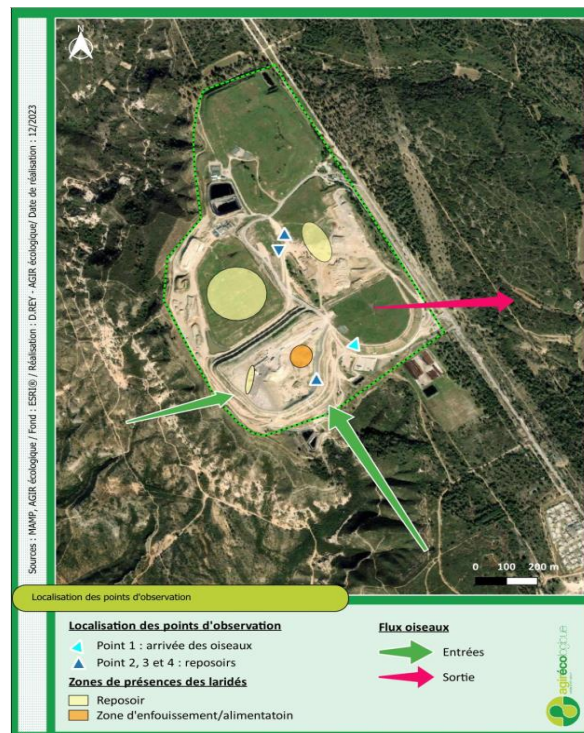 N
Sources : MAMP, AGIR écologique / Fond : ESRI® / Réalisation : D.REY - AGIR écologique/ Date de réalisation : 12/2023
0 100 200 m
Localisation des points d'observation
Localisation des points d'observation
Point 1 : arrivée des oiseaux
Point 2, 3 et 4 : reposoirs
Zones de présences des laridés
Reposoir
Zone d'enfouissement/alimentatoin
Flux oiseaux
Entrées
Sortie
agirécologique